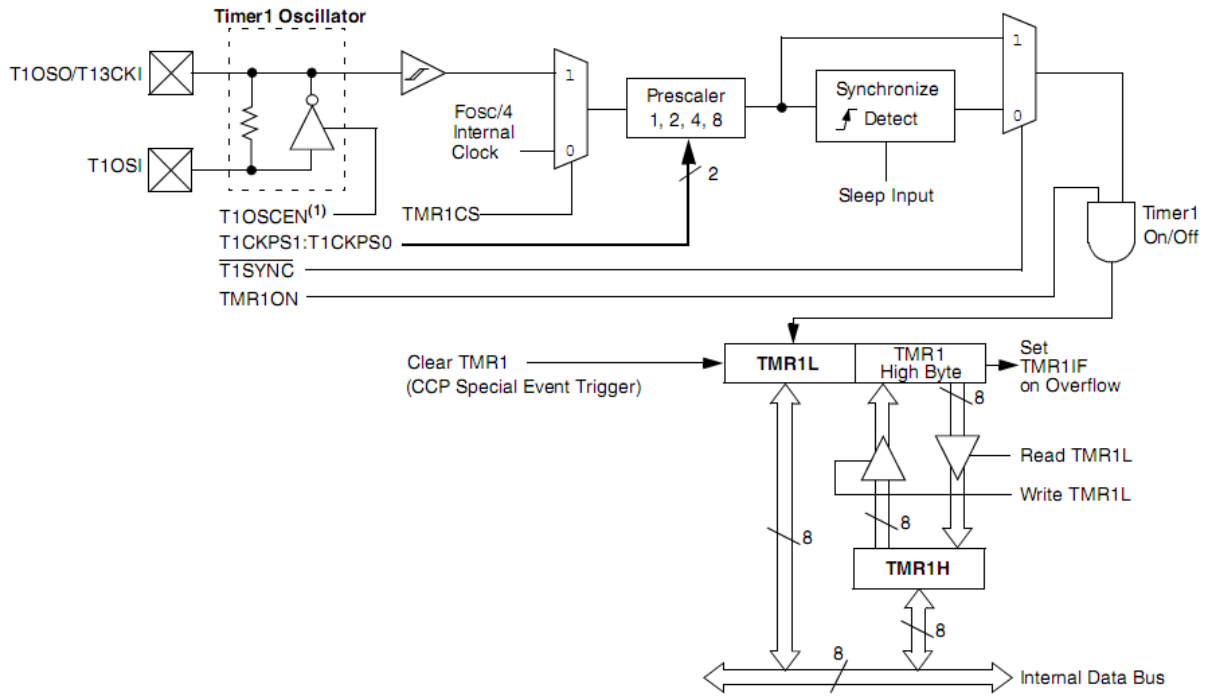 Timer1 Oscillator
T1OSO/T13CKI
1
1
Prescaler
1, 2, 4, 8
Synchronize
Detect
Fosc/4
Internal
Clock
0
0
T1OSI
2
Sleep Input
T1OSCEN(1)
TMR1CS
Timer1
On/Off
T1CKPS1:T1CKPS0
T1SYNC
TMR1ON
Clear TMR1
(CCP Special Event Trigger)
TMR1L
TMR1
High Byte
Set
TMR1IF
on Overflow
8
Read TMR1L
Write TMR1L
8
8
TMR1H
8
8
Internal Data Bus